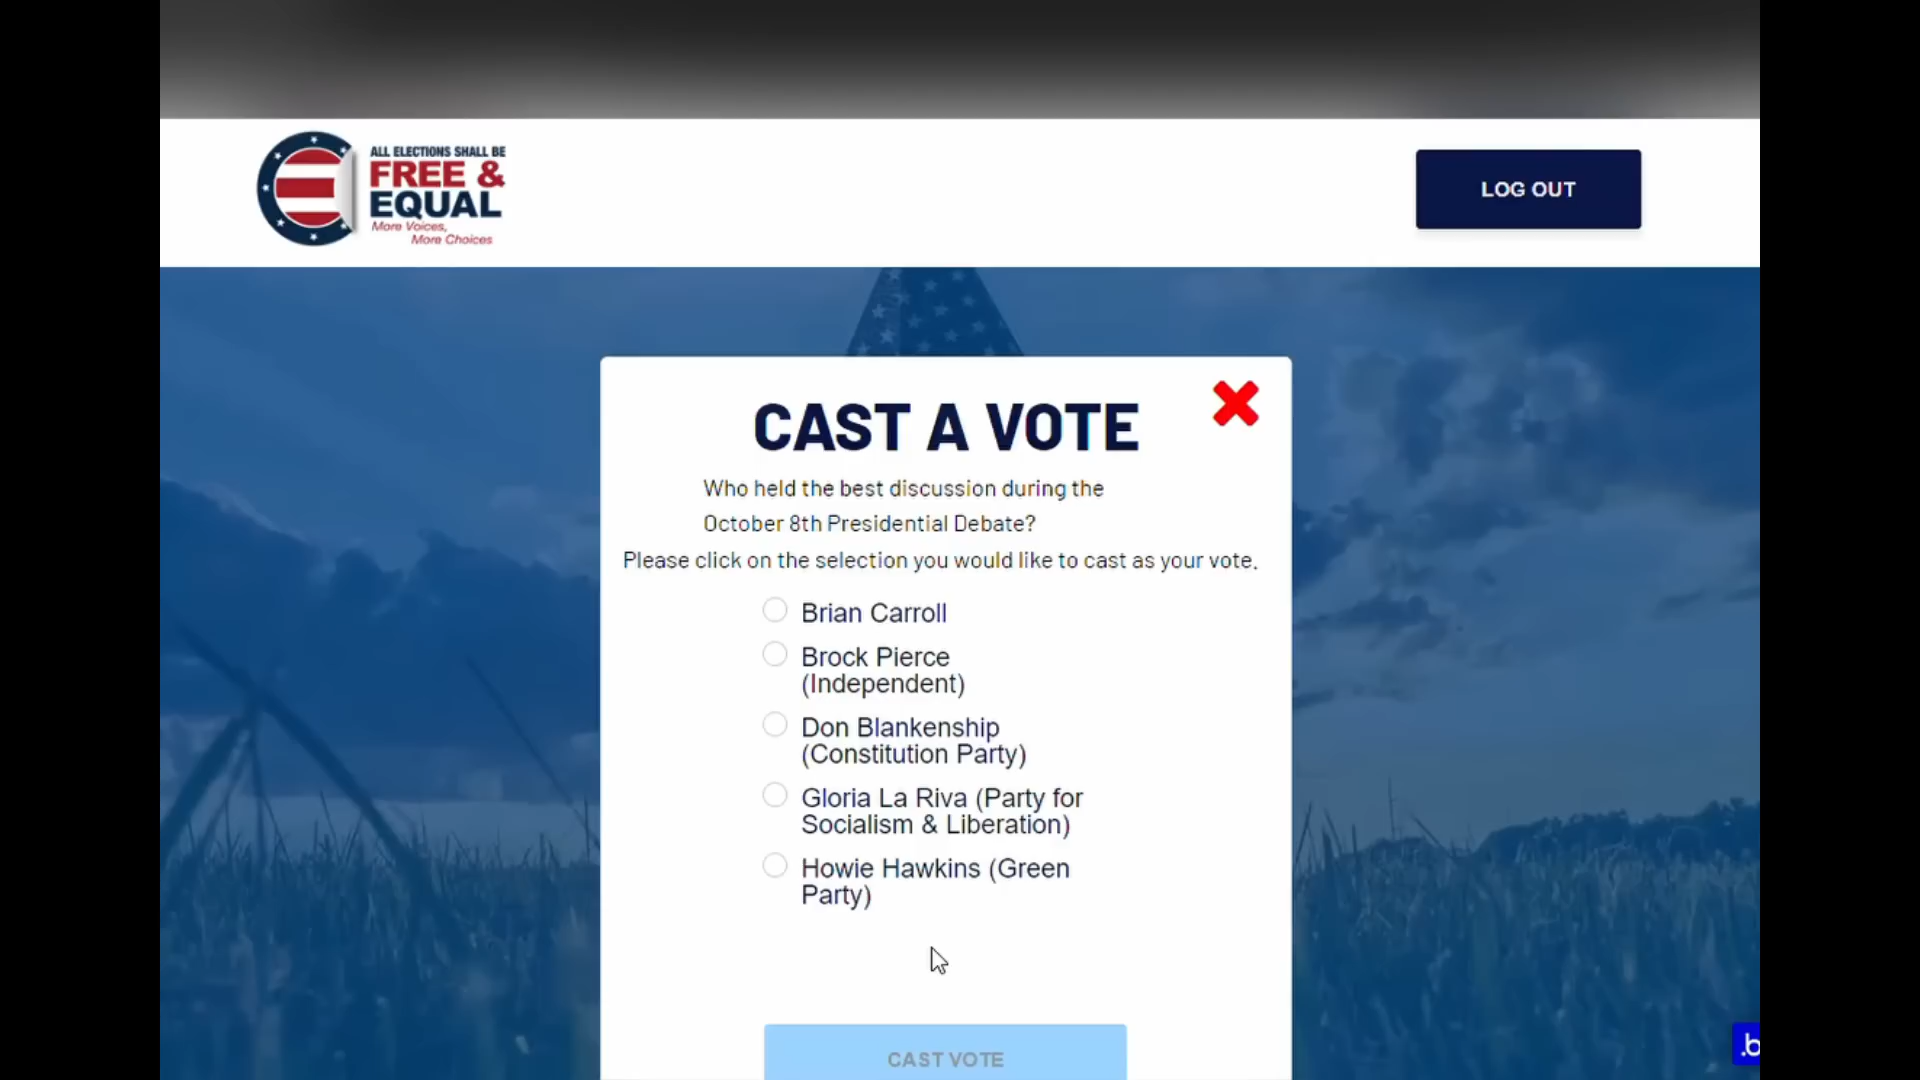 ALL ELECTIONS SHALL BE
FREE &
EQUAL
More Voices,
More Choices
LOG OUT
CAST A VOTE
Who held the best discussion during the
October 8th Presidential Debate?
Please click on the selection you would like to cast as your vote.
Brian Carroll
Brock Pierce
(Independent)
Don Blankenship
(Constitution Party)
Gloria La Riva (Party for
Socialism & Liberation)
Howie Hawkins (Green
Party)
CAST VOTE
.b